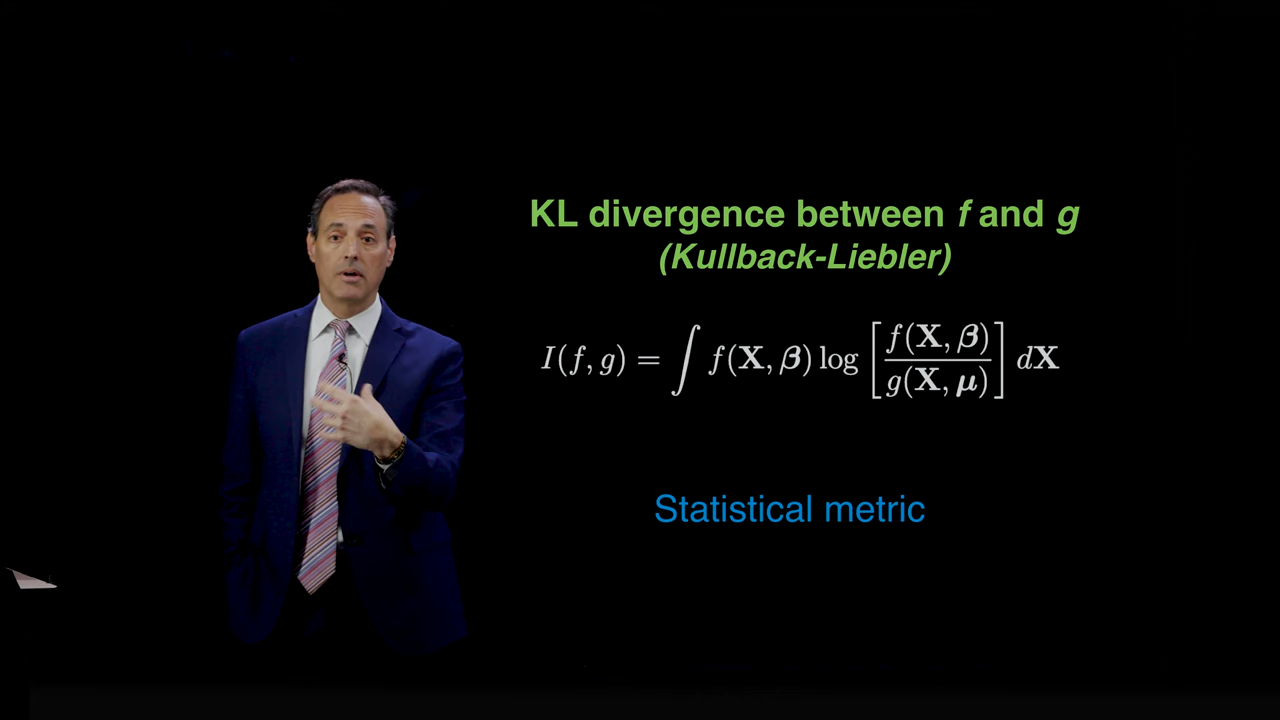 KL divergence between f and g
(Kullback-Liebler)
I(f, g) = ∫ f(X, β) log [ f(X, β) / g(X, μ) ] dX
Statistical metric